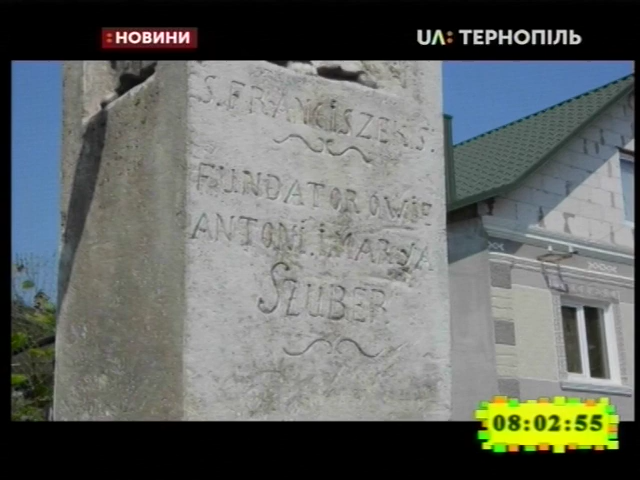 :НОВИНИ
UA: ТЕРНОПІЛЬ
S. FRANCISZEK S.
FUNDATOROWIE
ANTONI. I MARYA
SZUBER
08:02:55